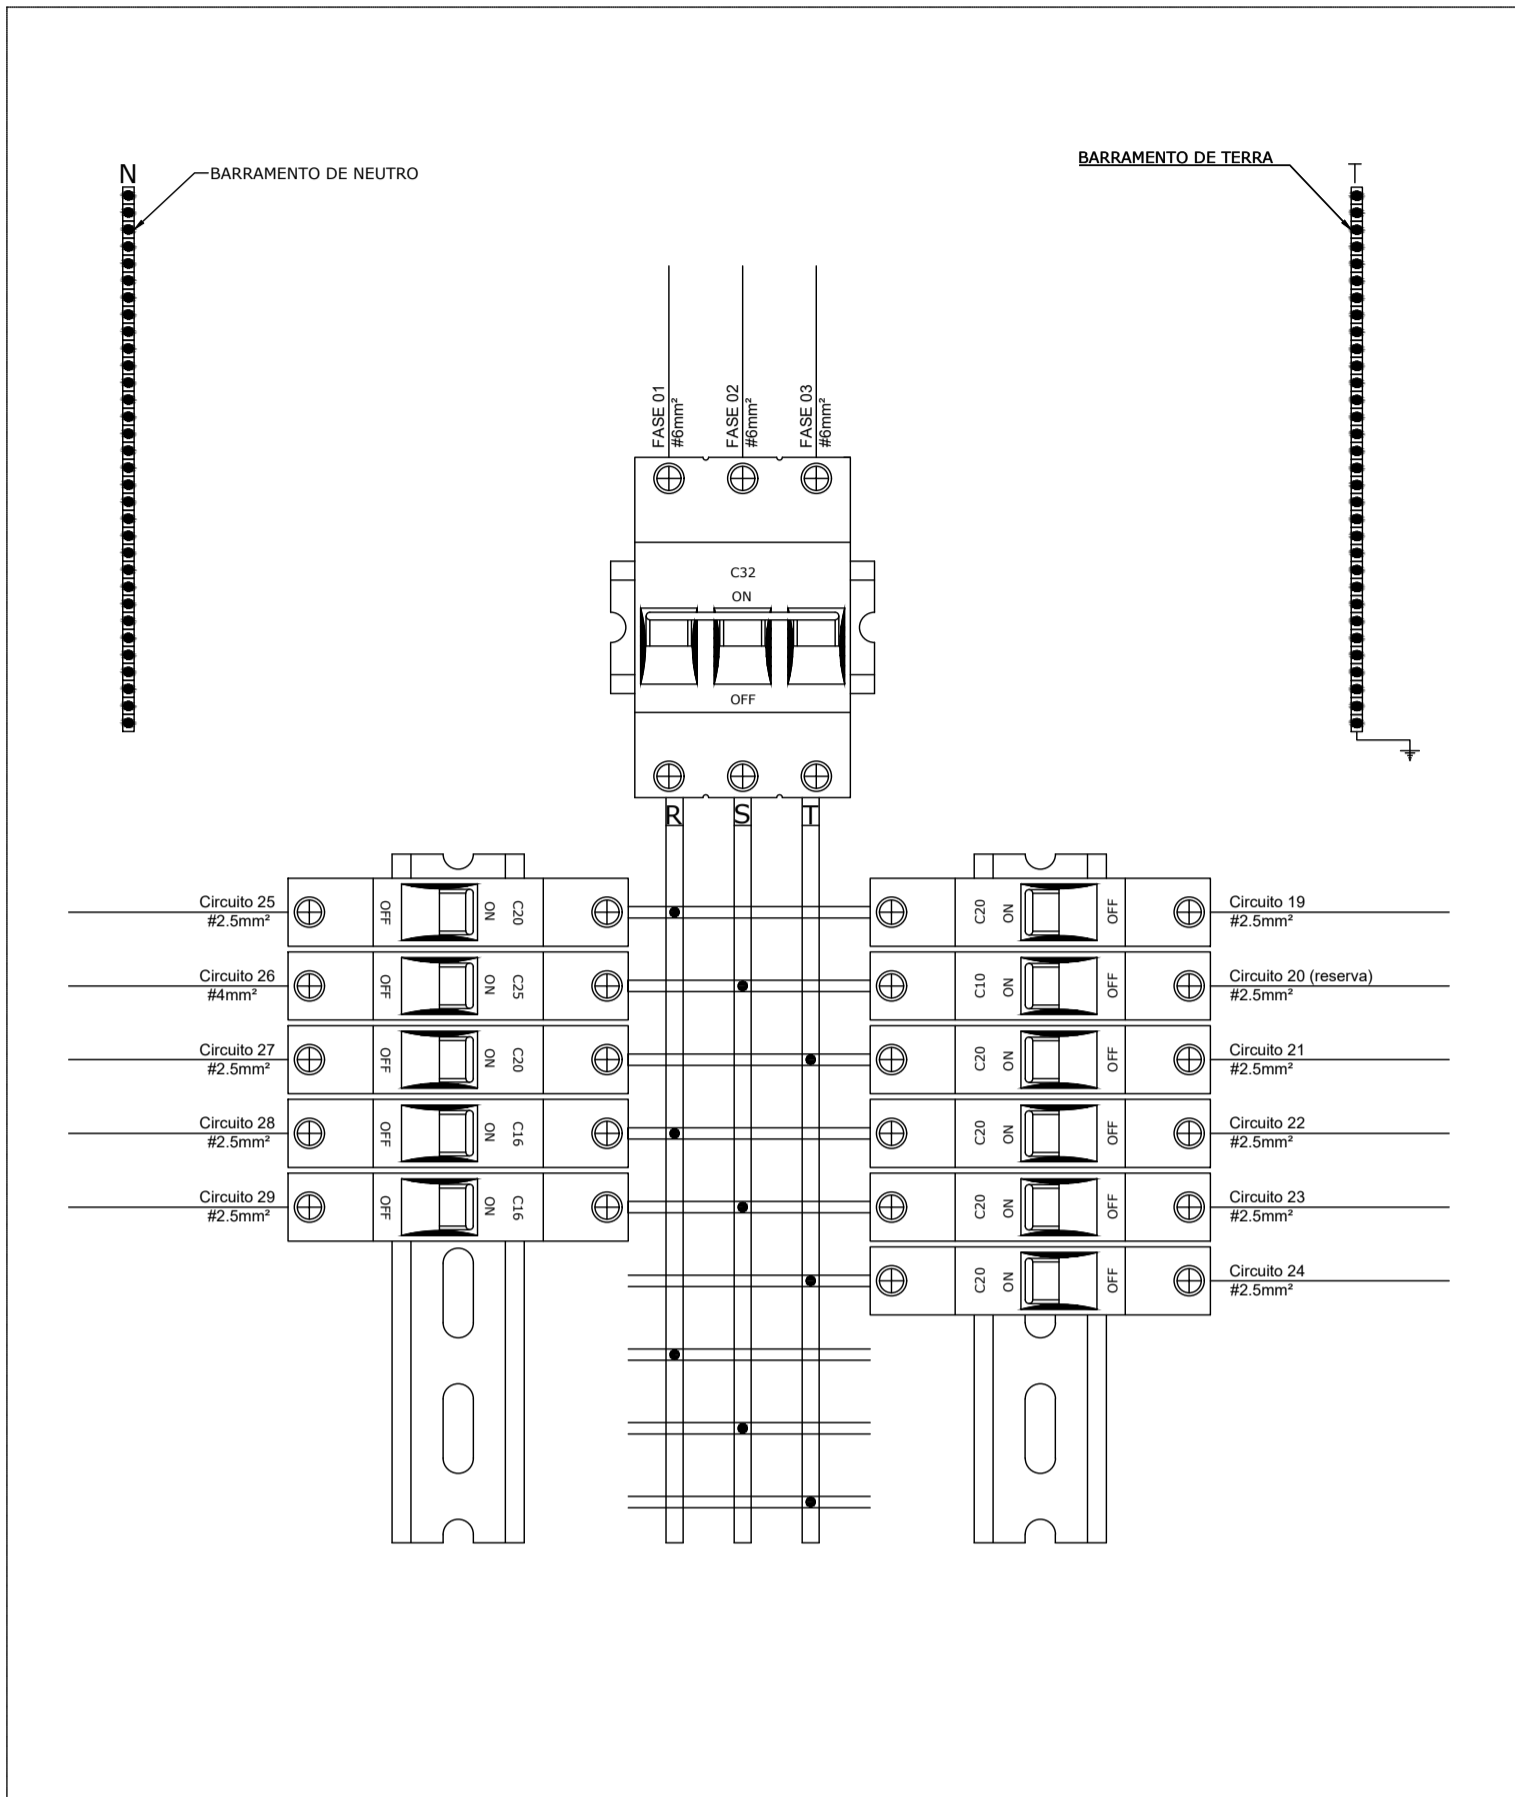 N
BARRAMENTO DE NEUTRO
BARRAMENTO DE TERRA
T
FASE 01
#6mm²
FASE 02
#6mm²
FASE 03
#6mm²
C32
ON
OFF
R
S
T
Circuito 25
#2.5mm²
OFF
ON
C20
C20
ON
OFF
Circuito 19
#2.5mm²
Circuito 26
#4mm²
OFF
ON
C25
C10
ON
OFF
Circuito 20 (reserva)
#2.5mm²
Circuito 27
#2.5mm²
OFF
ON
C20
C20
ON
OFF
Circuito 21
#2.5mm²
Circuito 28
#2.5mm²
OFF
ON
C16
C20
ON
OFF
Circuito 22
#2.5mm²
Circuito 29
#2.5mm²
OFF
ON
C16
C20
ON
OFF
Circuito 23
#2.5mm²
C20
ON
OFF
Circuito 24
#2.5mm²